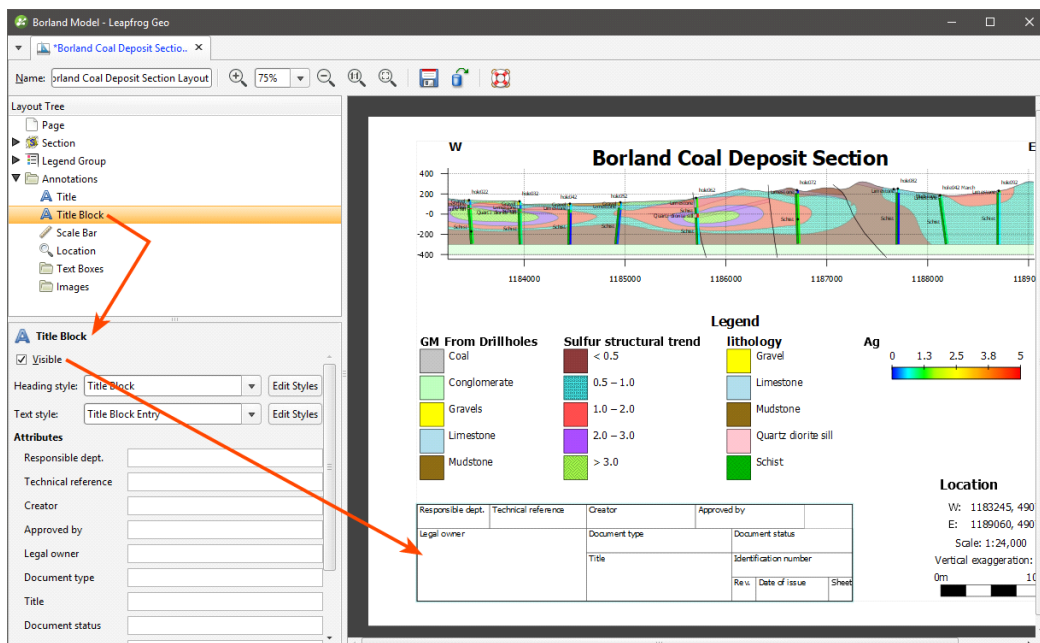 Borland Model - Leapfrog Geo
*Borland Coal Deposit Sectio..
Name: orland Coal Deposit Section Layout 75%
Layout Tree
Page
Section
Legend Group
Annotations
Title
Title Block
Scale Bar
Location
Text Boxes
Images
Title Block
Visible
Heading style: Title Block Edit Styles
Text style: Title Block Entry Edit Styles
Attributes
Responsible dept.
Technical reference
Creator
Approved by
Legal owner
Document type
Title
Document status
W E
Borland Coal Deposit Section
400
200
-0
-200
-400
1184000 1185000 1186000 1187000 1188000 11890
Legend
GM From Drillholes
Coal
Conglomerate
Gravels
Limestone
Mudstone
Sulfur structural trend
< 0.5
0.5 – 1.0
1.0 – 2.0
2.0 – 3.0
> 3.0
lithology
Gravel
Limestone
Mudstone
Quartz diorite sill
Schist
Ag
0 1.3 2.5 3.8 5
Location
W: 1183245, 490
E: 1189060, 490
Scale: 1:24,000
Vertical exaggeration:
0m 10
Responsible dept. Technical reference Creator Approved by
Legal owner Document type Document status
Title Identification number
Rev. Date of issue Sheet